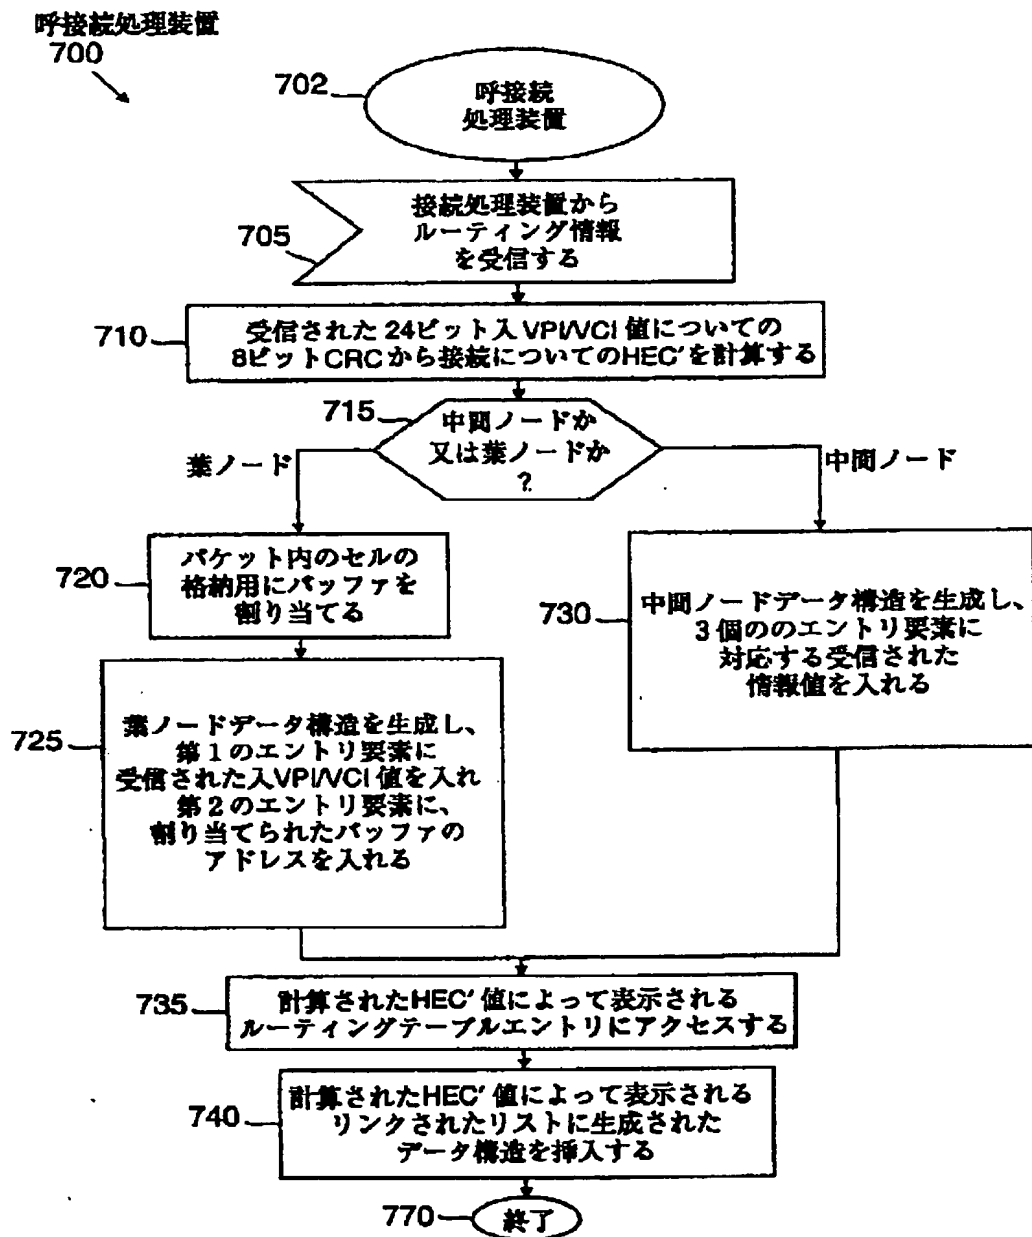 呼接続処理装置
700
702
呼接続
処理装置
705
接続処理装置から
ルーティング情報
を受信する
710
受信された 24ビット入 VPI/VCI 値についての
8ビットCRC から接続についてのHEC′を計算する
715
中間ノードか
又は葉ノードか
?
葉ノード
中間ノード
720
パケット内のセルの
格納用にバッファを
割り当てる
730
中間ノードデータ構造を生成し、
3個ののエントリ要素に
対応する受信された
情報値を入れる
725
葉ノードデータ構造を生成し、
第1のエントリ要素に
受信された入VPI/VCI 値を入れ
第2のエントリ要素に、
割り当てられたバッファの
アドレスを入れる
735
計算されたHEC′ 値によって表示される
ルーティングテーブルエントリにアクセスする
740
計算されたHEC′ 値によって表示される
リンクされたリストに生成された
データ構造を挿入する
770
終了